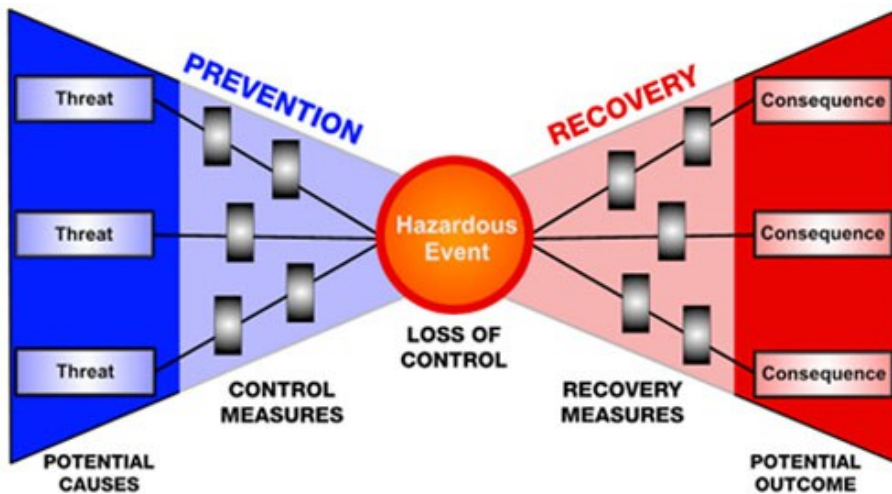 PREVENTION
RECOVERY
Threat
Consequence
Threat
Hazardous
Event
Consequence
LOSS OF
CONTROL
Threat
Consequence
CONTROL
MEASURES
RECOVERY
MEASURES
POTENTIAL
CAUSES
POTENTIAL
OUTCOME